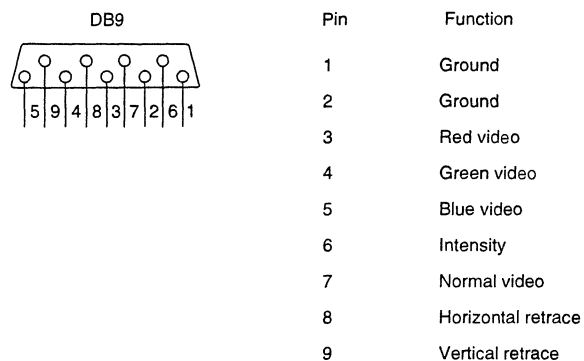 DB9 Pin Function
5 9 4 8 3 7 2 6 1
1 Ground
2 Ground
3 Red video
4 Green video
5 Blue video
6 Intensity
7 Normal video
8 Horizontal retrace
9 Vertical retrace